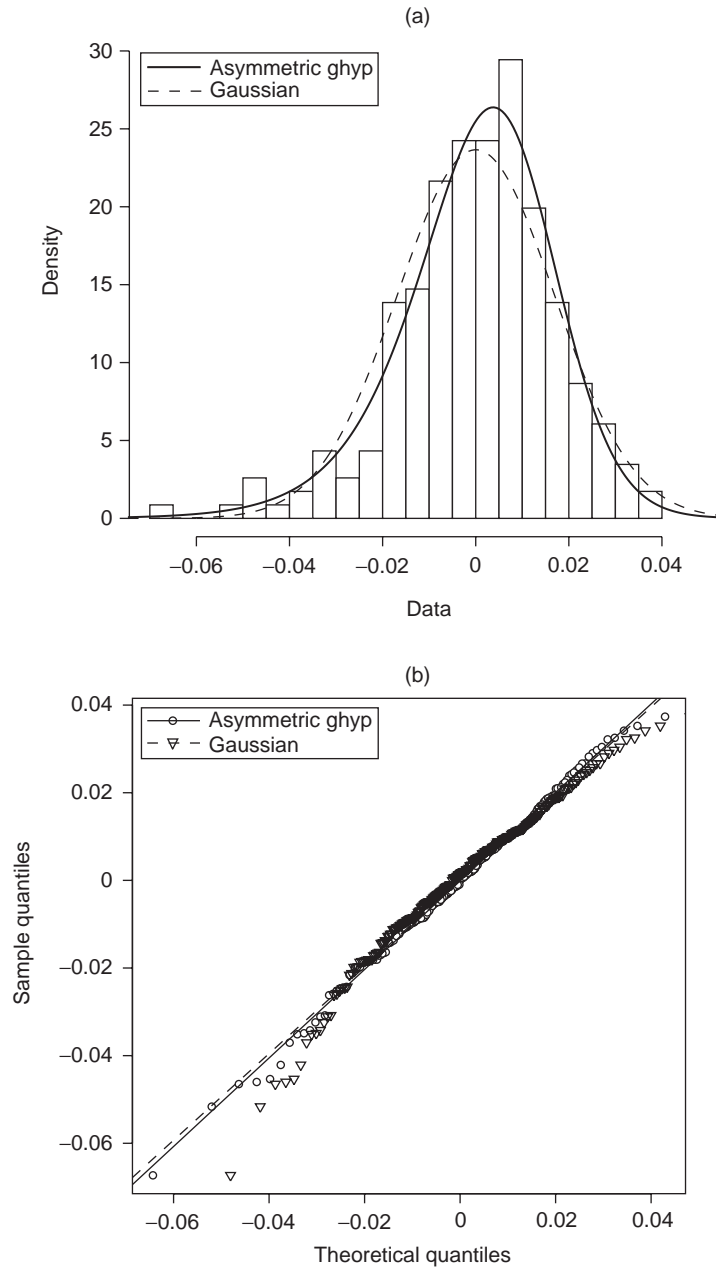 (a)
30
25
20
15
10
5
0
Density
Asymmetric ghyp
Gaussian
−0.06 −0.04 −0.02 0 0.02 0.04
Data
(b)
0.04
0.02
0
−0.02
−0.04
−0.06
Sample quantiles
Asymmetric ghyp
Gaussian
−0.06 −0.04 −0.02 0 0.02 0.04
Theoretical quantiles